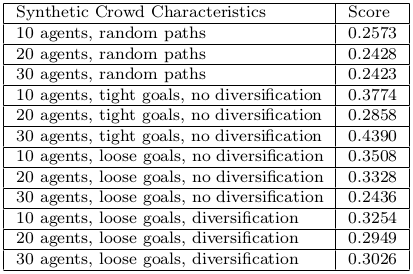 Synthetic Crowd Characteristics Score
10 agents, random paths 0.2573
20 agents, random paths 0.2428
30 agents, random paths 0.2423
10 agents, tight goals, no diversification 0.3774
20 agents, tight goals, no diversification 0.2858
30 agents, tight goals, no diversification 0.4390
10 agents, loose goals, no diversification 0.3508
20 agents, loose goals, no diversification 0.3328
30 agents, loose goals, no diversification 0.2436
10 agents, loose goals, diversification 0.3254
20 agents, loose goals, diversification 0.2949
30 agents, loose goals, diversification 0.3026